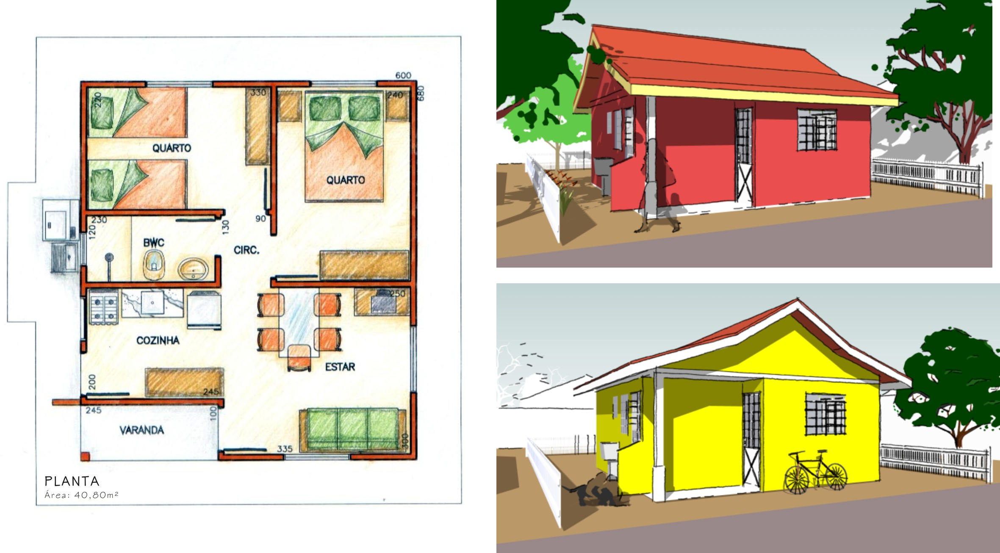 600
680
220
330
240
QUARTO
QUARTO
230
120
130
90
BWC
CIRC.
250
COZINHA
ESTAR
200
245
245
100
VARANDA
335
300
PLANTA
Área: 40,80m²